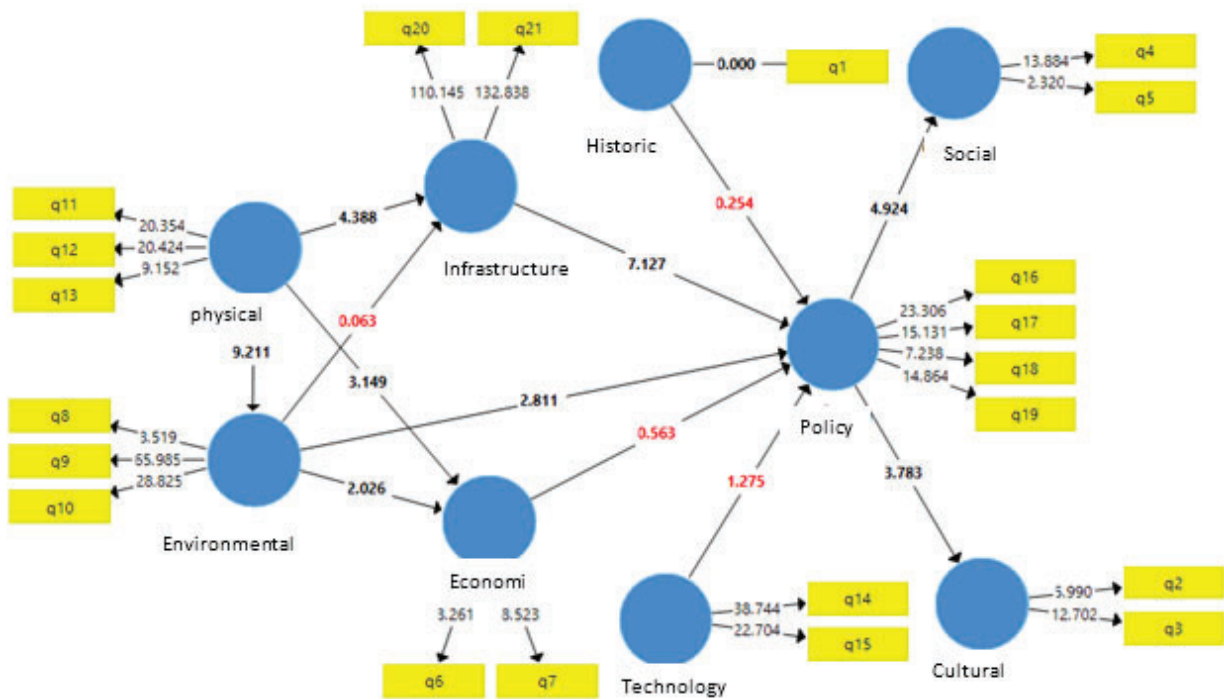 q20
q21
110.145
132.838
Historic
0.000
q1
q4
q5
13.884
2.320
Social
q11
q12
q13
20.354
20.424
9.152
physical
4.388
Infrastructure
0.254
4.924
7.127
0.063
9.211
3.149
q16
q17
q18
q19
23.306
15.131
7.238
14.864
Policy
q8
q9
q10
3.519
65.985
28.825
Environmental
2.811
0.563
2.026
Economi
3.261
8.523
q6
q7
1.275
3.783
38.744
22.704
q14
q15
Technology
5.990
12.702
q2
q3
Cultural